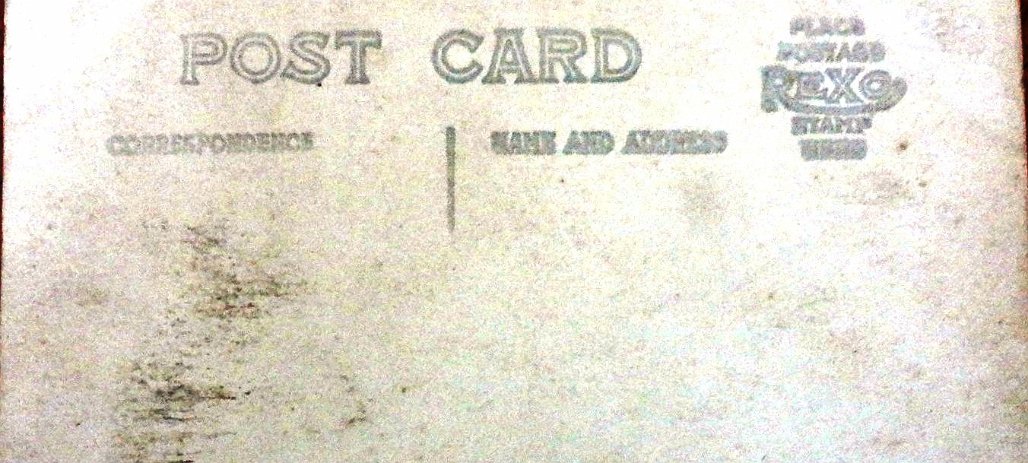 POST CARD
CORRESPONDENCE
NAME AND ADDRESS
PLACE
POSTAGE
REXO
STAMP
HERE